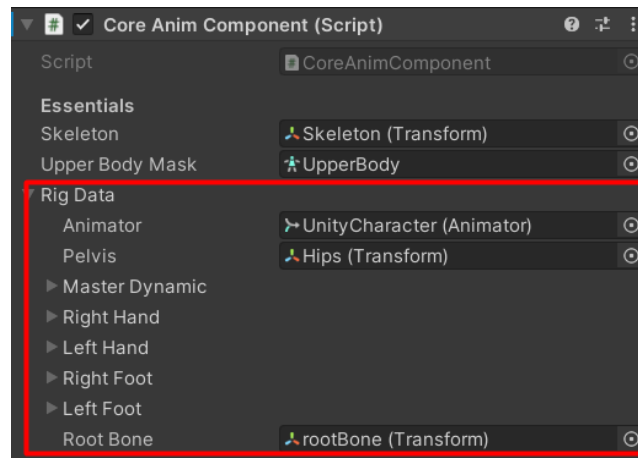 Core Anim Component (Script)
Script CoreAnimComponent
Essentials
Skeleton Skeleton (Transform)
Upper Body Mask UpperBody
Rig Data
Animator UnityCharacter (Animator)
Pelvis Hips (Transform)
Master Dynamic
Right Hand
Left Hand
Right Foot
Left Foot
Root Bone rootBone (Transform)